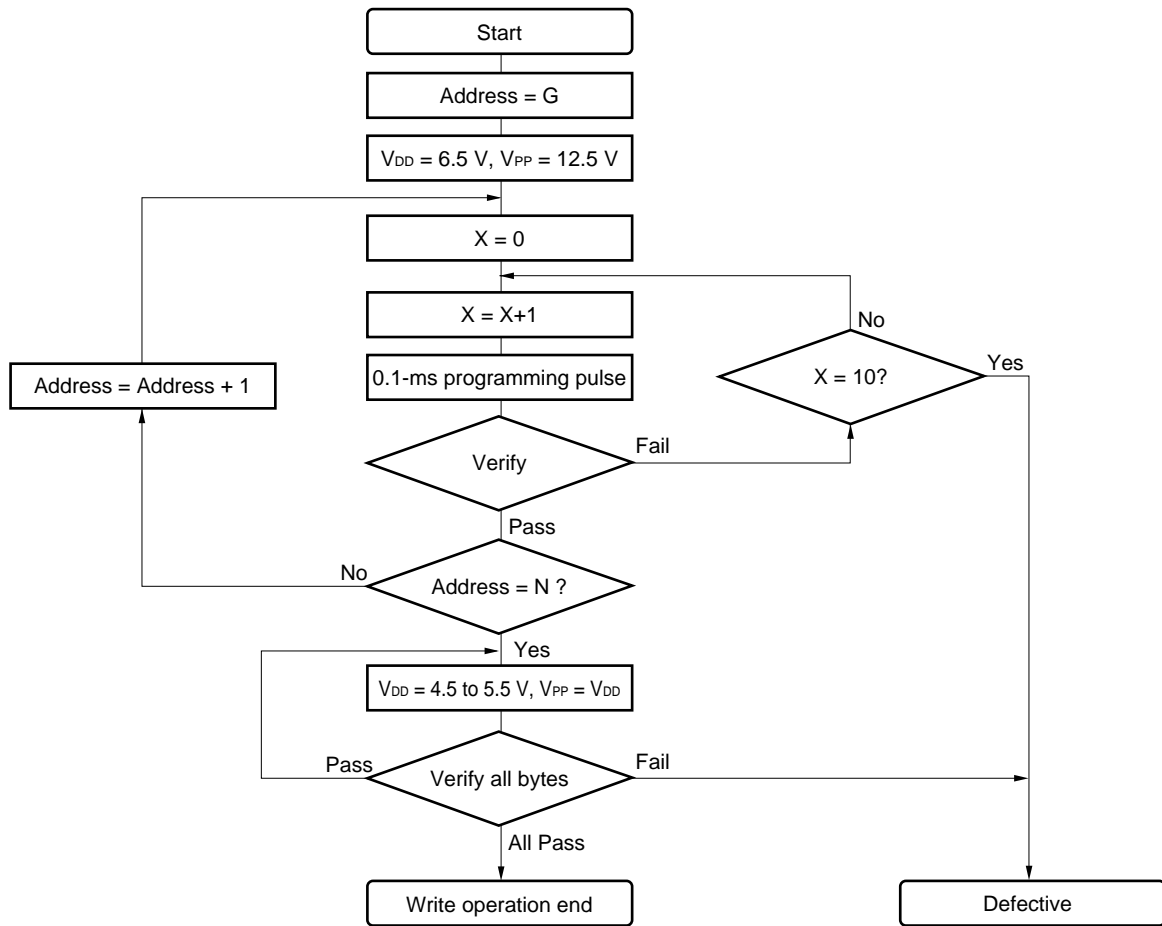 Start
Address = G
VDD = 6.5 V, VPP = 12.5 V
X = 0
X = X+1
No
Address = Address + 1
0.1-ms programming pulse
X = 10?
Yes
Verify
Fail
Pass
No
Address = N ?
Yes
VDD = 4.5 to 5.5 V, VPP = VDD
Pass
Verify all bytes
Fail
All Pass
Write operation end
Defective